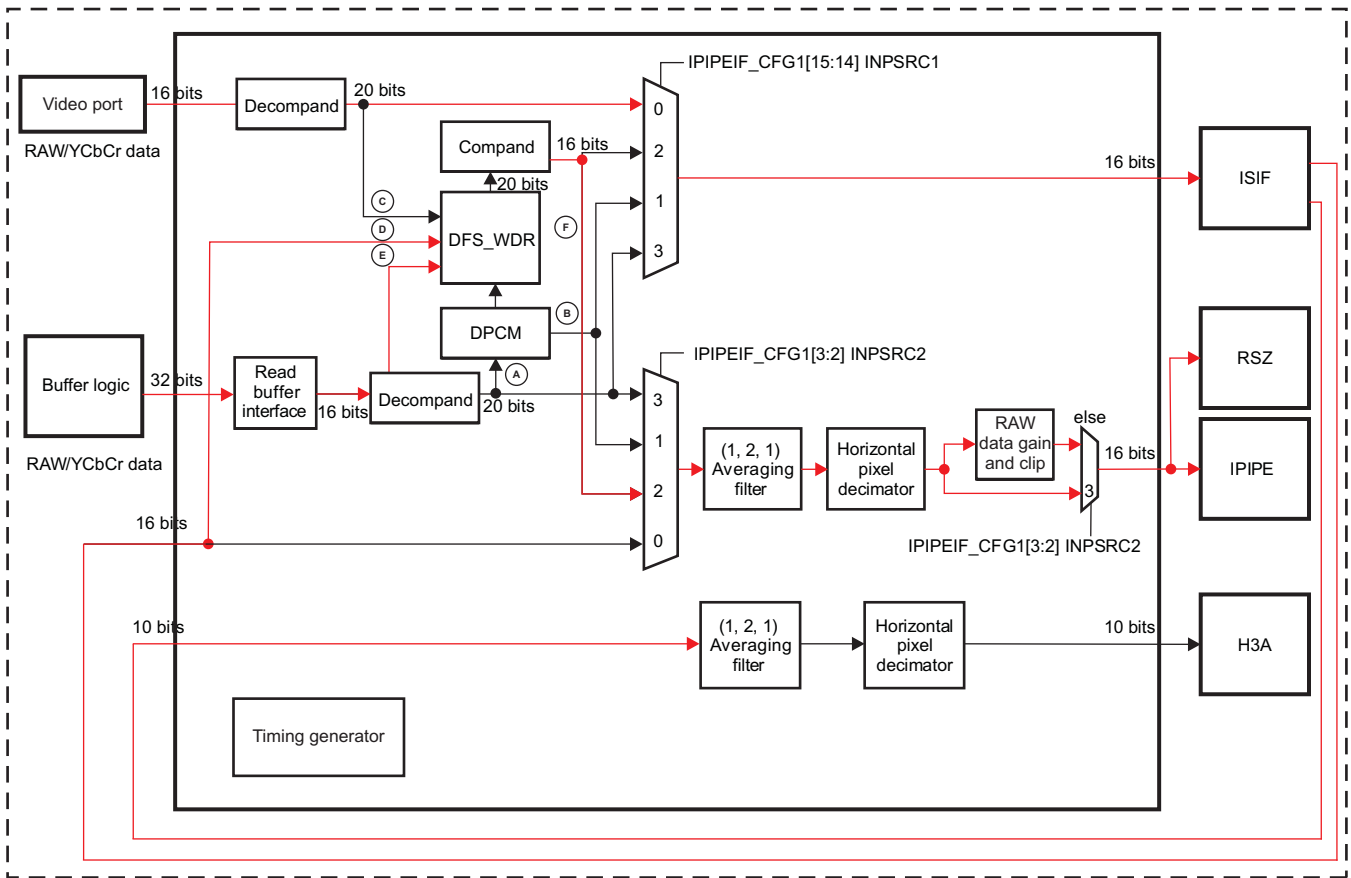 IPIPEIF_CFG1[15:14] INPSRC1
Video port
16 bits
Decompand
20 bits
0
RAW/YCbCr data
Compand
16 bits
2
16 bits
ISIF
20 bits
C
1
D
F
DFS_WDR
E
3
B
DPCM
IPIPEIF_CFG1[3:2] INPSRC2
RSZ
Buffer logic
32 bits
Read
buffer
interface
16 bits
Decompand
A
20 bits
3
else
RAW
data gain
and clip
16 bits
1
(1, 2, 1)
Averaging
filter
Horizontal
pixel
decimator
3
IPIPE
RAW/YCbCr data
2
16 bits
0
IPIPEIF_CFG1[3:2] INPSRC2
10 bits
(1, 2, 1)
Averaging
filter
Horizontal
pixel
decimator
10 bits
H3A
Timing generator